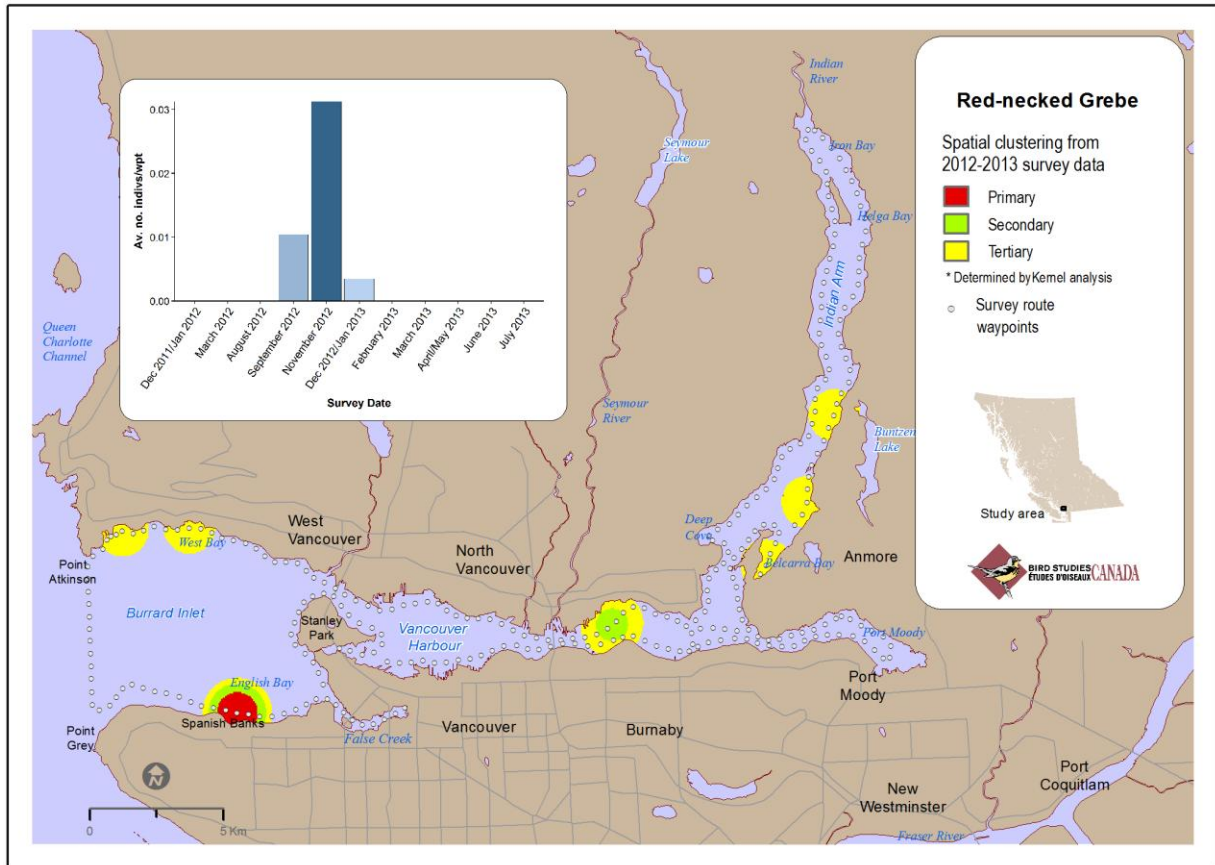 Indian
River
Iron Bay
Helga Bay
Indian Arm
Seymour
Lake
Queen
Charlotte
Channel
Av. no. indivs/wpt
0.03
0.01
0.00
Dec 2011/Jan 2012
March 2012
August 2012
September 2012
November 2012
Dec 2012/Jan 2013
February 2013
March 2013
April/May 2013
June 2013
July 2013
Survey Date
Seymour
River
Buntzen
Lake
West
Vancouver
West Bay
Point
Atkinson
North
Vancouver
Deep
Cove
Belcarra Bay
Anmore
Burrard Inlet
Stanley
Park
Vancouver
Harbour
Port Moody
Port
Moody
English Bay
Spanish Banks
Point
Grey
False Creek
Vancouver
Burnaby
New
Westminster
Port
Coquitlam
Fraser River
N
0
5 Km
Red-necked Grebe
Spatial clustering from
2012-2013 survey data
Primary
Secondary
Tertiary
* Determined by Kernel analysis
Survey route
waypoints
Study area
BIRD STUDIES
ÉTUDES D'OISEAUX CANADA